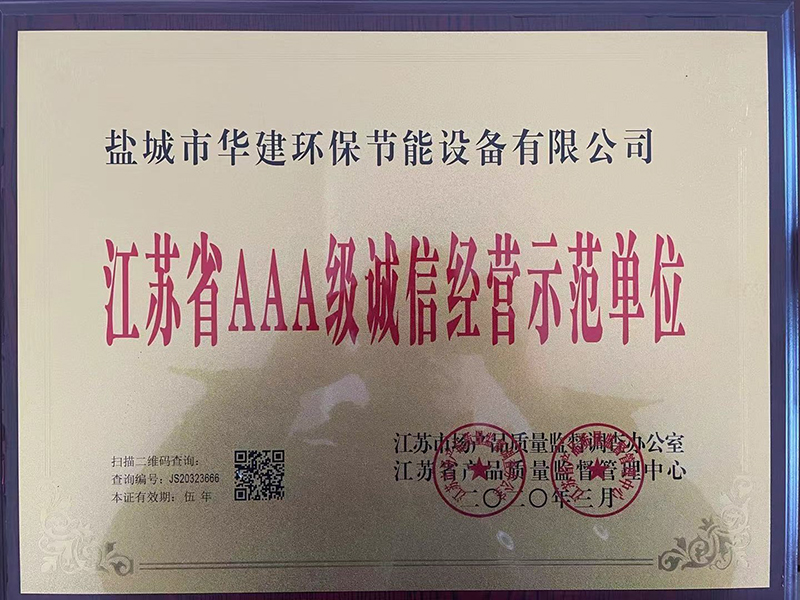 盐城市华建环保节能设备有限公司
江苏省AAA级诚信经营示范单位
扫描二维码查询:
查询编号: JS20323666
本证有效期: 伍 年
江苏市场产品质量监督调查办公室
江苏省产品质量监督管理中心
二〇二〇年三月